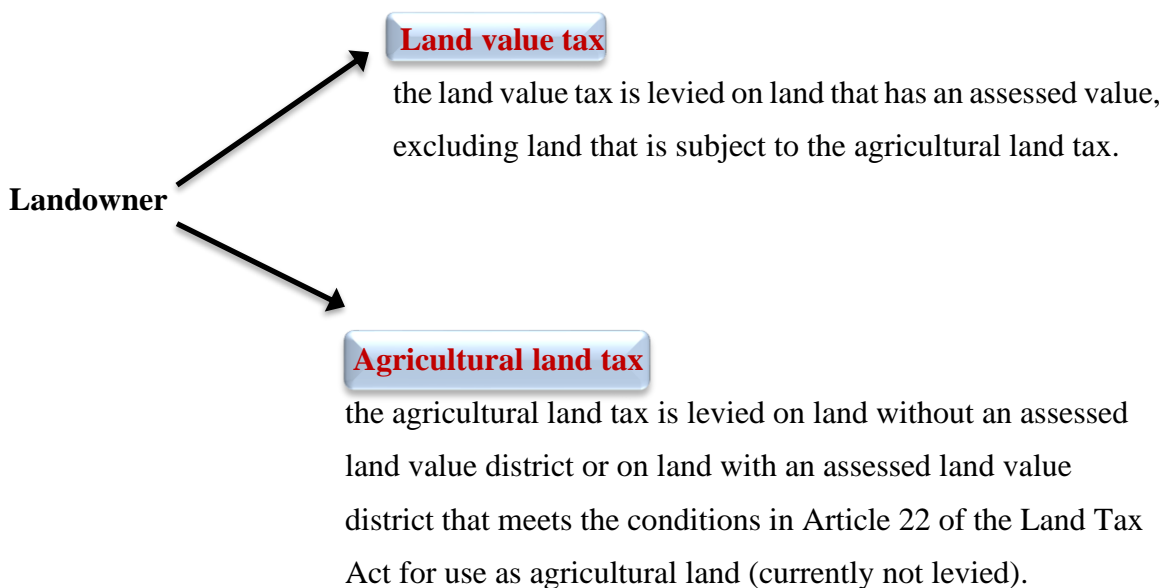 Land value tax
the land value tax is levied on land that has an assessed value,
excluding land that is subject to the agricultural land tax.
Landowner
Agricultural land tax
the agricultural land tax is levied on land without an assessed
land value district or on land with an assessed land value
district that meets the conditions in Article 22 of the Land Tax
Act for use as agricultural land (currently not levied).